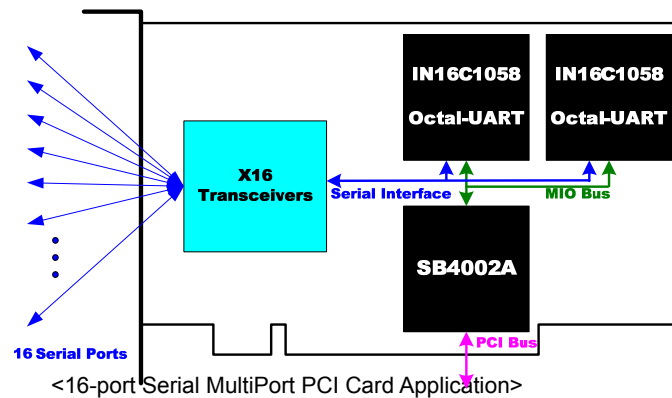 IN16C1058
Octal-UART
IN16C1058
Octal-UART
X16
Transceivers
Serial Interface
MIO Bus
SB4002A
PCI Bus
16 Serial Ports
<16-port Serial MultiPort PCI Card Application>